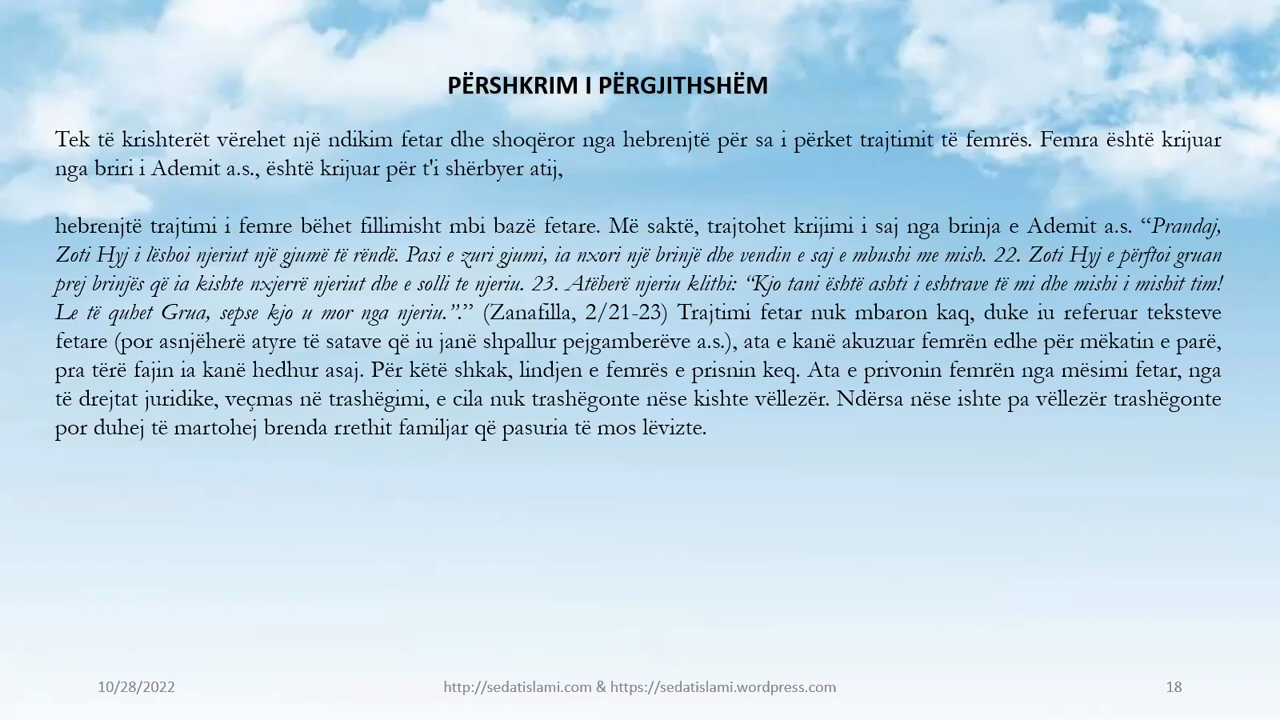 PËRSHKRIM I PËRGJITHSHËM
Tek të krishterët vërehet një ndikim fetar dhe shoqëror nga hebrenjtë për sa i përket trajtimit të femrës. Femra është krijuar
nga briri i Ademit a.s., është krijuar për t'i shërbyer atij,
hebrenjtë trajtimi i femre bëhet fillimisht mbi bazë fetare. Më saktë, trajtohet krijimi i saj nga brinja e Ademit a.s. “Prandaj,
Zoti Hyj i lëshoi njeriut një gjumë të rëndë. Pasi e zuri gjumi, ia nxori një brinjë dhe vendin e saj e mbushi me mish. 22. Zoti Hyj e përftoi gruan
prej brinjës që ia kishte nxjerrë njeriut dhe e solli te njeriu. 23. Atëherë njeriu klithi: “Kjo tani është ashti i eshtrave të mi dhe mishi i mishit tim!
Le të quhet Grua, sepse kjo u mor nga njeriu.”.” (Zanafilla, 2/21-23) Trajtimi fetar nuk mbaron kaq, duke iu referuar teksteve
fetare (por asnjëherë atyre të satave që iu janë shpallur pejgamberëve a.s.), ata e kanë akuzuar femrën edhe për mëkatin e parë,
pra tërë fajin ia kanë hedhur asaj. Për këtë shkak, lindjen e femrës e prisnin keq. Ata e privonin femrën nga mësimi fetar, nga
të drejtat juridike, veçmas në trashëgimi, e cila nuk trashëgonte nëse kishte vëllezër. Ndërsa nëse ishte pa vëllezër trashëgonte
por duhej të martohej brenda rrethit familjar që pasuria të mos lëvizte.
10/28/2022
http://sedatislami.com & https://sedatislami.wordpress.com
18